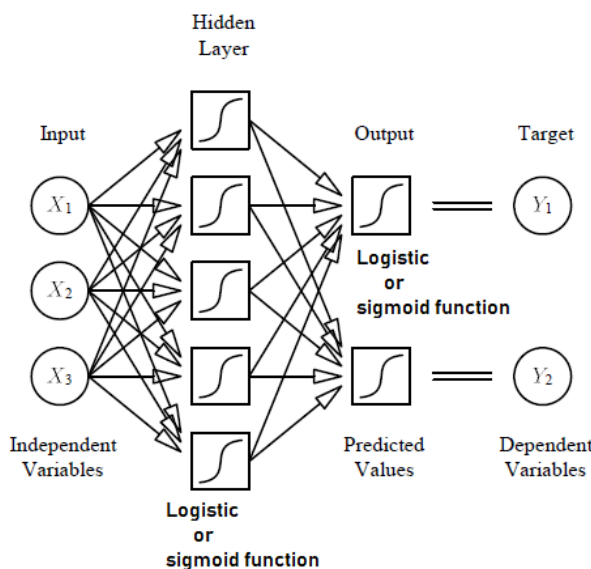 Hidden
Layer
Input
Output
Target
X1
Y1
X2
Logistic
or
sigmoid function
X3
Y2
Independent
Variables
Predicted
Values
Dependent
Variables
Logistic
or
sigmoid function